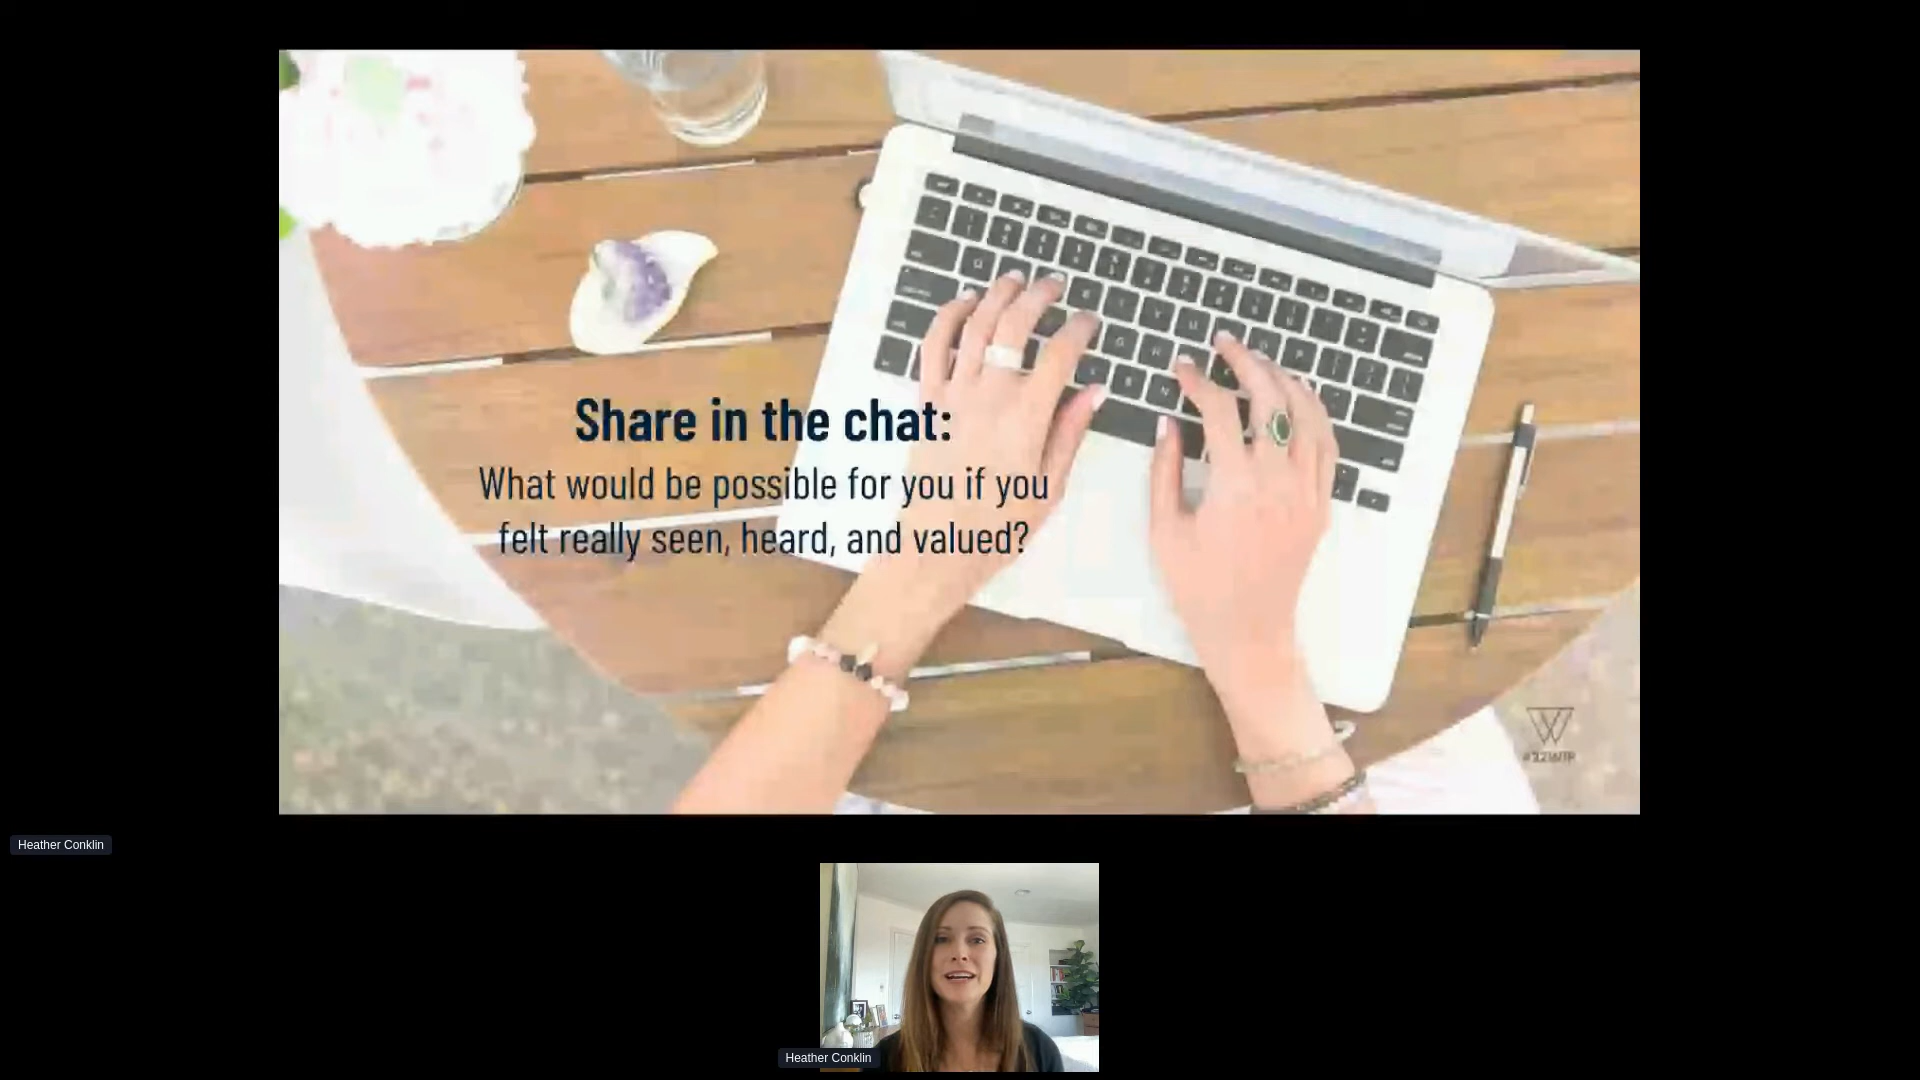 Share in the chat:
What would be possible for you if you
felt really seen, heard, and valued?
Heather Conklin
Heather Conklin